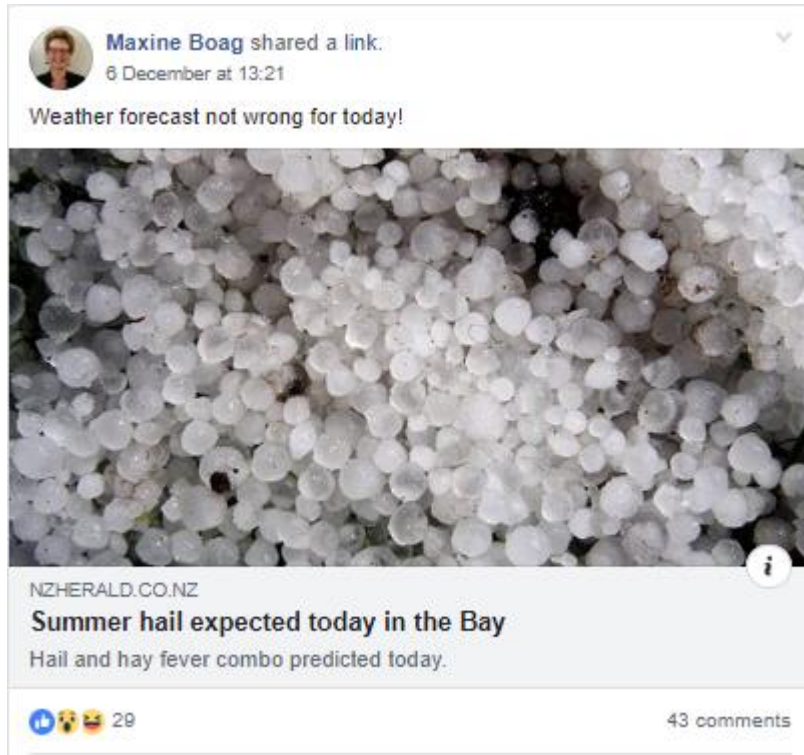 Maxine Boag shared a link.
6 December at 13:21
Weather forecast not wrong for today!
i
NZHERALD.CO.NZ
Summer hail expected today in the Bay
Hail and hay fever combo predicted today.
29
43 comments